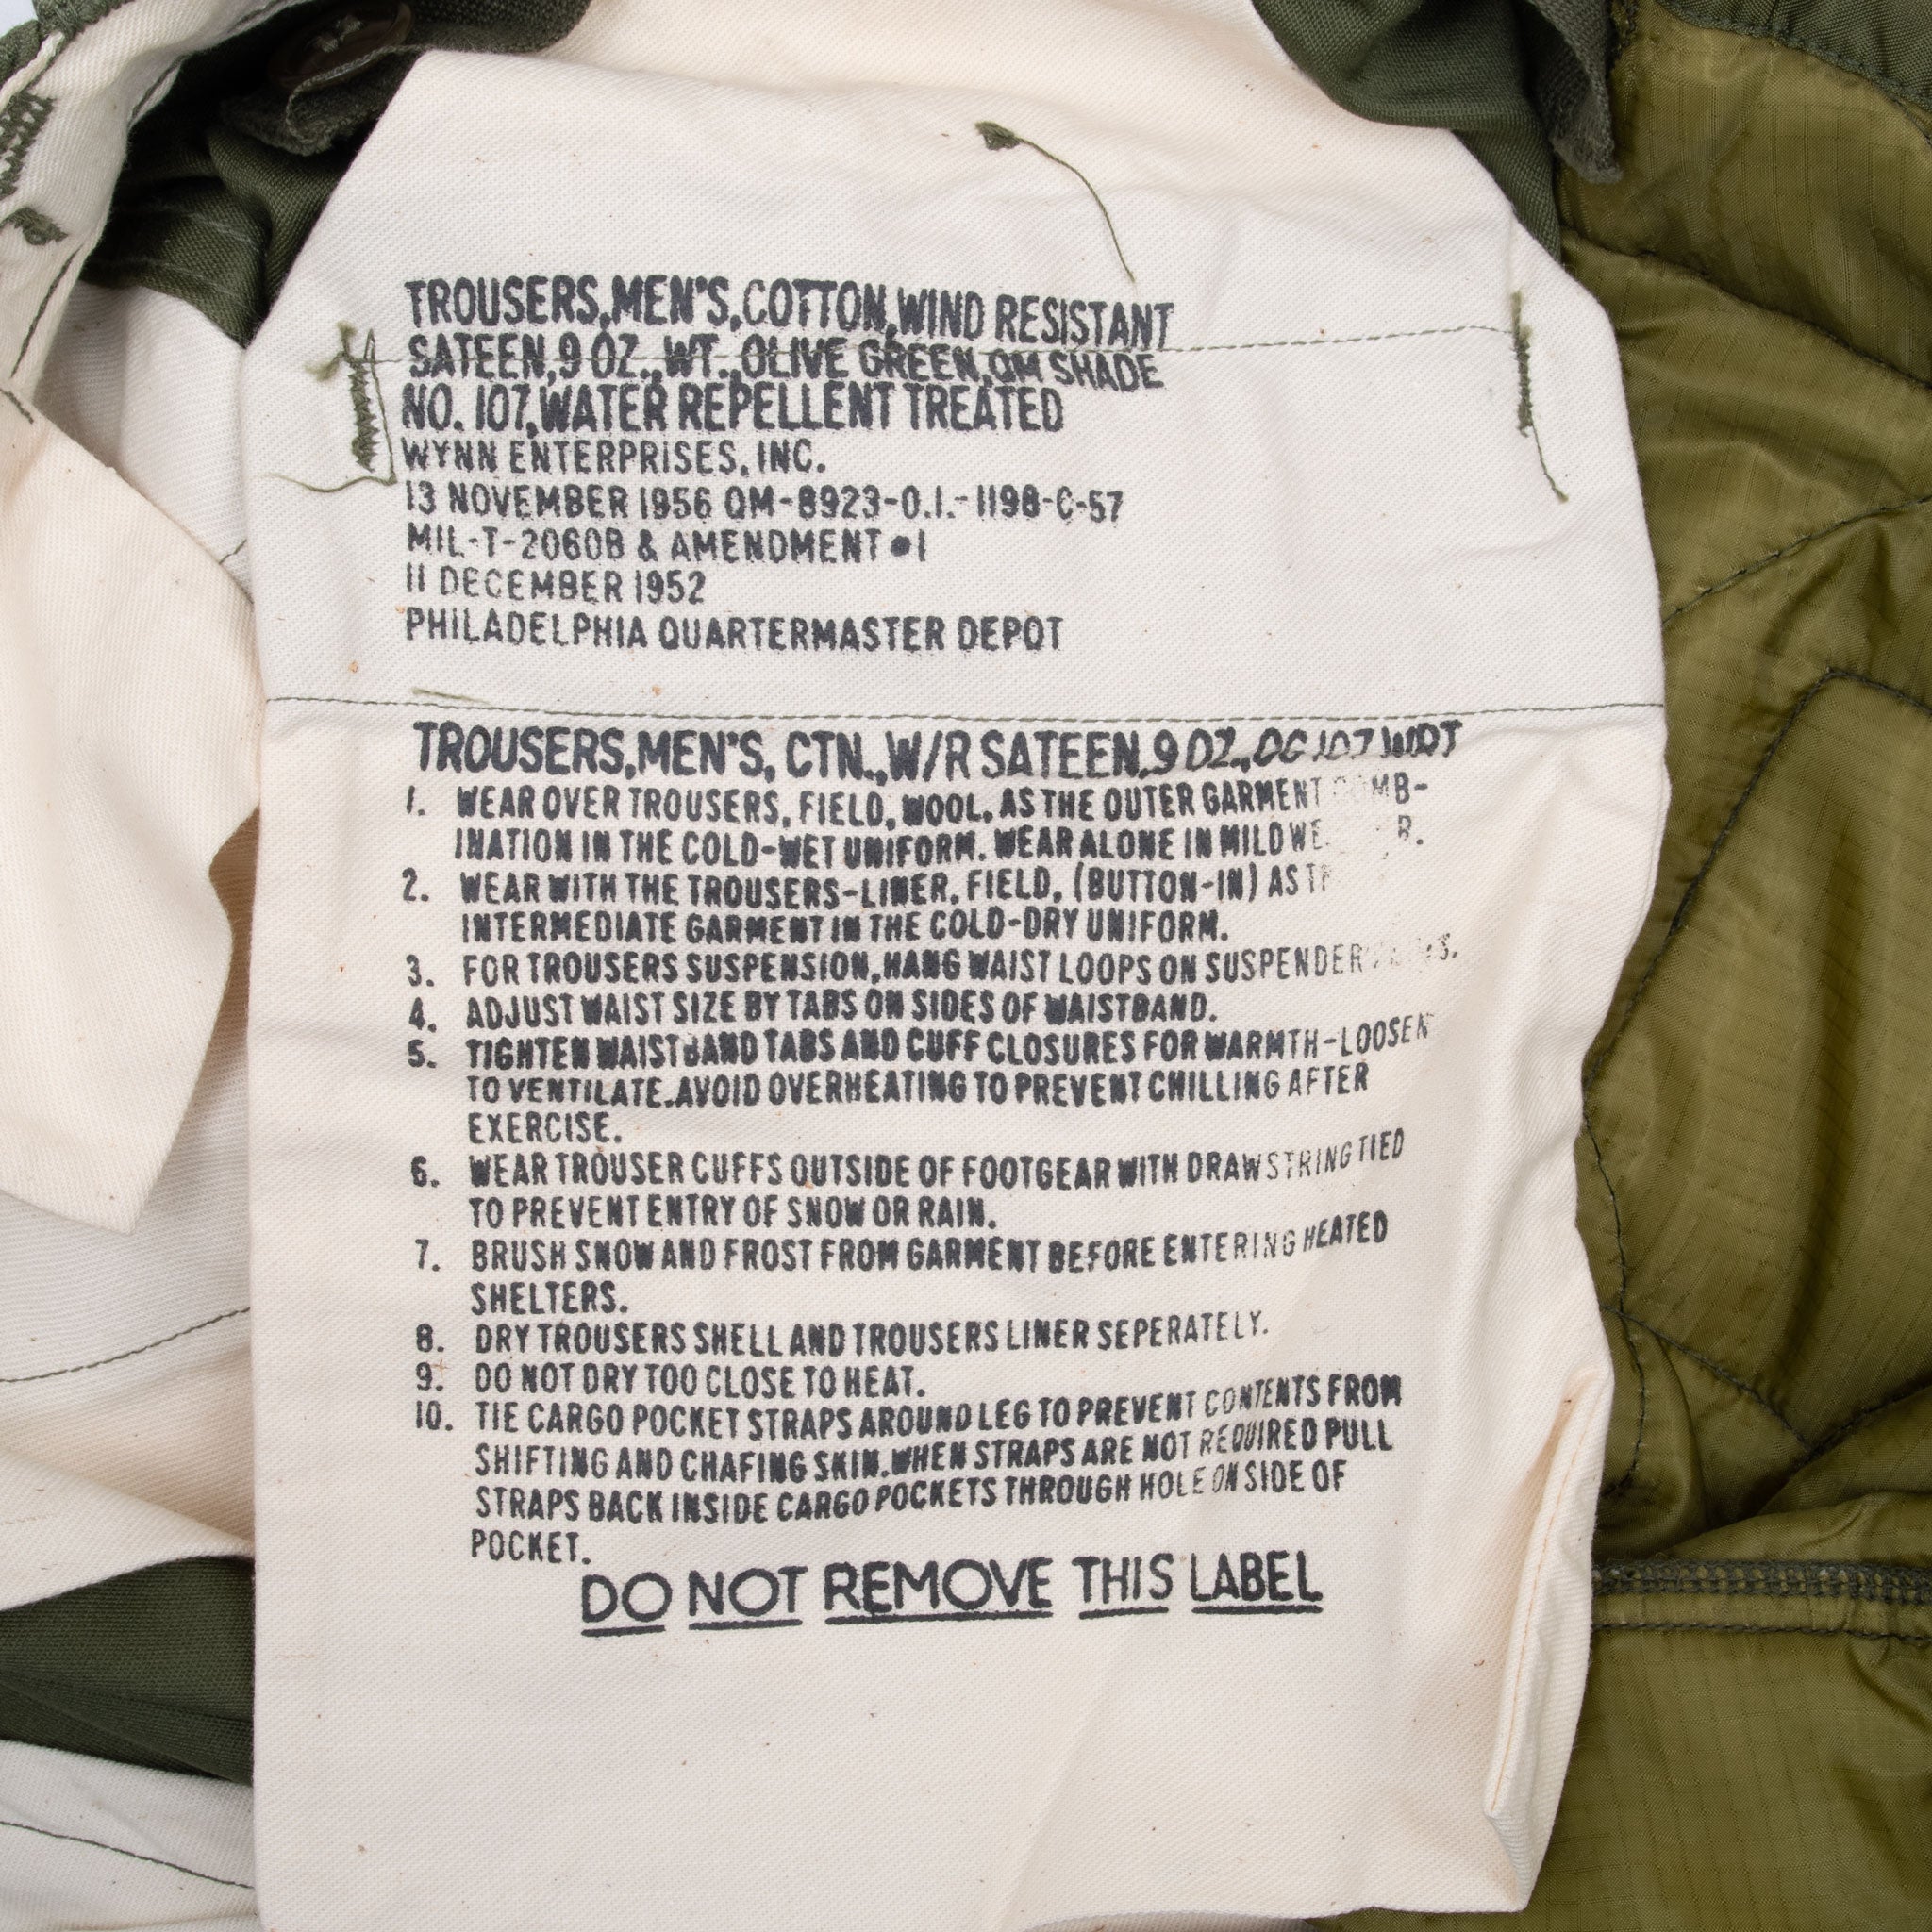 TROUSERS, MEN'S, COTTON, WIND RESISTANT
SATEEN, 9 OZ., WT., OLIVE GREEN, QM SHADE
NO. 107, WATER REPELLENT TREATED
WYNN ENTERPRISES, INC.
13 NOVEMBER 1956 QM-8923-O.I.-1198-C-57
MIL-T-2060B & AMENDMENT #1
11 DECEMBER 1952
PHILADELPHIA QUARTERMASTER DEPOT
TROUSERS, MEN'S, CTN., W/R SATEEN, 9 OZ., OG 107 WRT
1. WEAR OVER TROUSERS, FIELD, WOOL, AS THE OUTER GARMENT COMB-
INATION IN THE COLD-WET UNIFORM. WEAR ALONE IN MILD
2. WEAR WITH THE TROUSERS-LINER, FIELD, (BUTTON-IN) AS
INTERMEDIATE GARMENT IN THE COLD-DRY UNIFORM.
3. FOR TROUSERS SUSPENSION, HANG WAIST LOOPS ON SUSPENDER
4. ADJUST WAIST SIZE BY TABS ON SIDES OF WAISTBAND.
5. TIGHTEN WAISTBAND TABS AND CUFF CLOSURES FOR WARMTH-LOOSEN
TO VENTILATE. AVOID OVERHEATING TO PREVENT CHILLING AFTER
EXERCISE.
6. WEAR TROUSER CUFFS OUTSIDE OF FOOTGEAR WITH DRAWSTRING TIED
TO PREVENT ENTRY OF SNOW OR RAIN.
7. BRUSH SNOW AND FROST FROM GARMENT BEFORE ENTERING HEATED
SHELTERS.
8. DRY TROUSERS SHELL AND TROUSERS LINER SEPERATELY.
9. DO NOT DRY TOO CLOSE TO HEAT.
10. TIE CARGO POCKET STRAPS AROUND LEG TO PREVENT CONTENTS FROM
SHIFTING AND CHAFING SKIN. WHEN STRAPS ARE NOT REQUIRED PULL
STRAPS BACK INSIDE CARGO POCKETS THROUGH HOLE ON SIDE OF
POCKET.
DO NOT REMOVE THIS LABEL